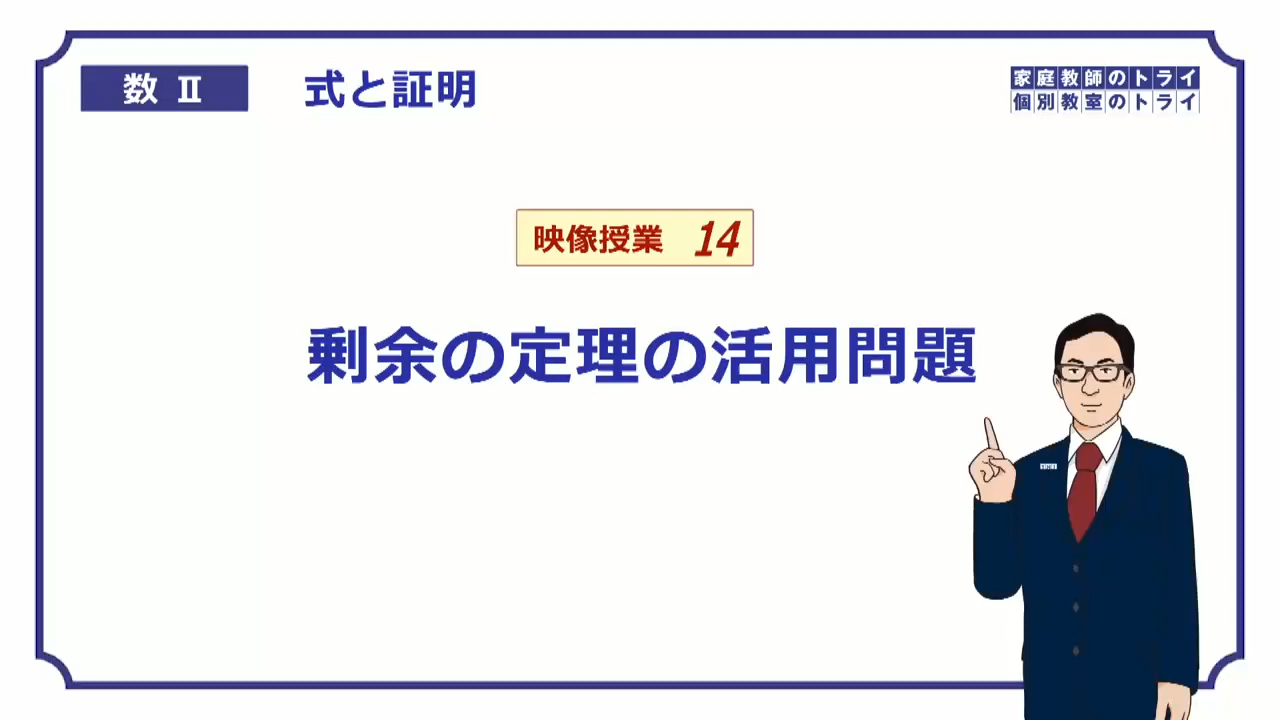 数 Ⅱ 式と証明
家庭教師のトライ
個別教室のトライ
映像授業 14
剰余の定理の活用問題